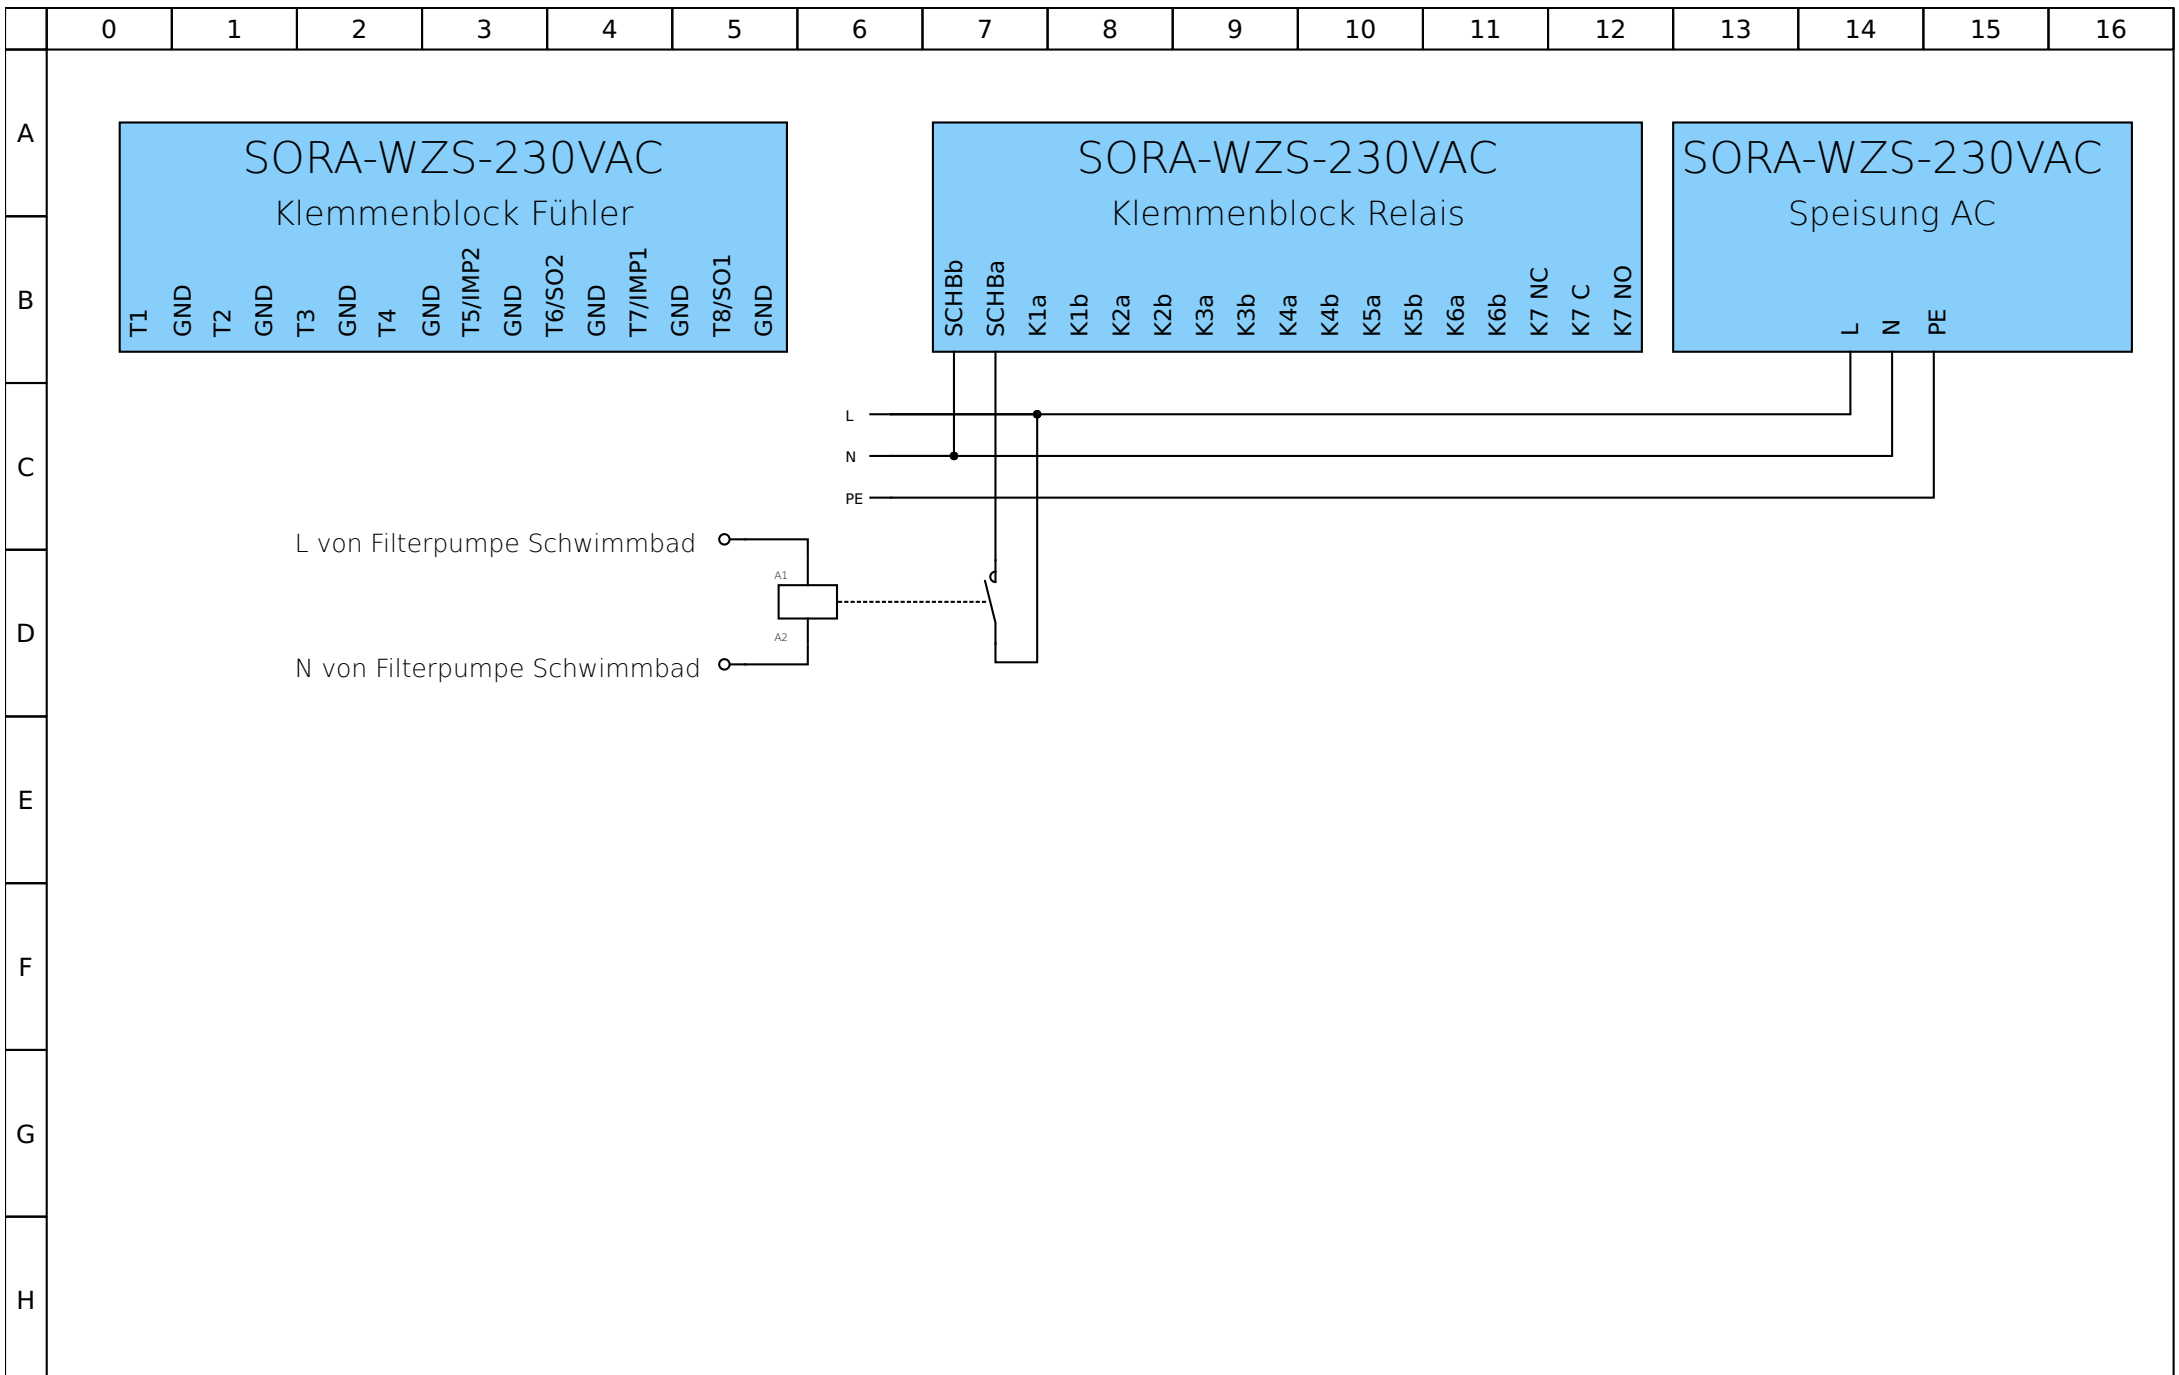 0 1 2 3 4 5 6 7 8 9 10 11 12 13 14 15 16
A
SORA-WZS-230VAC
Klemmenblock Fühler
SORA-WZS-230VAC
Klemmenblock Relais
SORA-WZS-230VAC
Speisung AC
B
T1
GND
T2
GND
T3
GND
T4
GND
T5/IMP2
GND
T6/SO2
GND
T7/IMP1
GND
T8/SO1
GND
SCHBb
SCHBa
K1a
K1b
K2a
K2b
K3a
K3b
K4a
K4b
K5a
K5b
K6a
K6b
K7 NC
K7 C
K7 NO
L
N
PE
L
C
N
PE
L von Filterpumpe Schwimmbad
A1
D
A2
N von Filterpumpe Schwimmbad
E
F
G
H